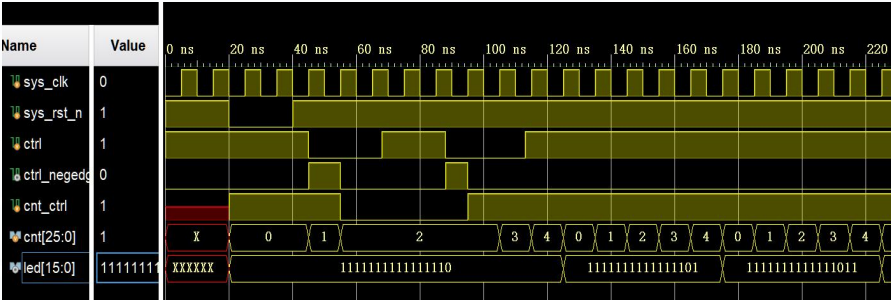 Name Value
0 ns 20 ns 40 ns 60 ns 80 ns 100 ns 120 ns 140 ns 160 ns 180 ns 200 ns 220
sys_clk 0
sys_rst_n 1
ctrl 1
ctrl_negedg 0
cnt_ctrl 1
cnt[25:0] 1 X 0 1 2 3 4 0 1 2 3 4 0 1 2 3 4
led[15:0] 11111111 XXXXXX 1111111111111110 1111111111111101 1111111111111011